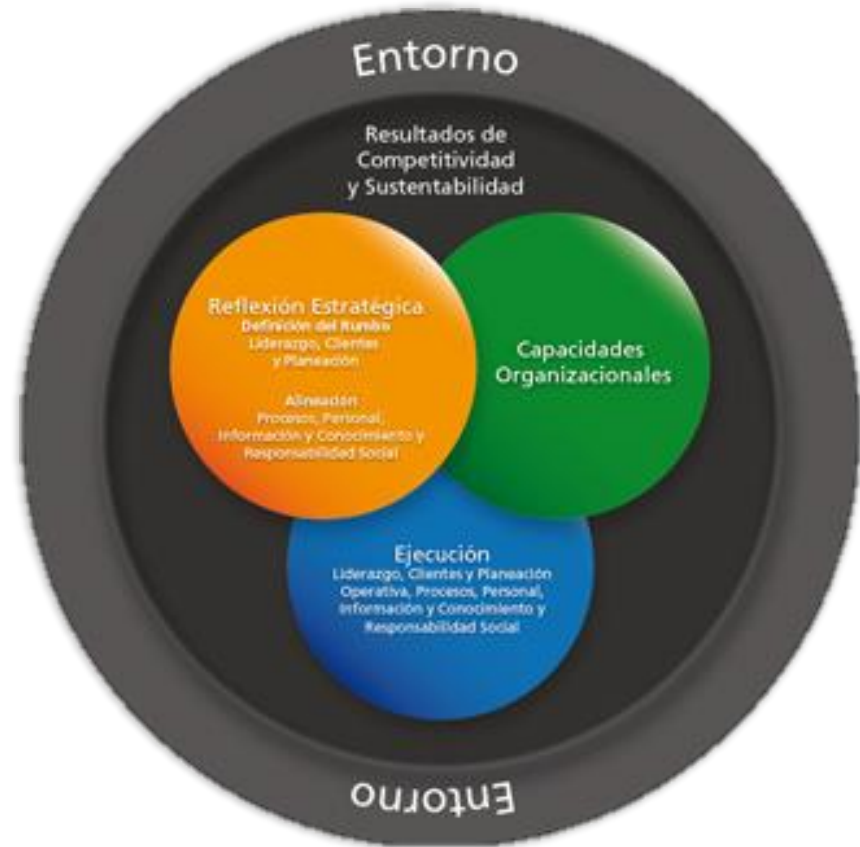 Entorno
Resultados de
Competitividad
y Sustentabilidad
Reflexión Estratégica
Definición del Rumbo
Liderazgo, Clientes
y Planeación
Alineación
Procesos, Personal,
Información y Conocimiento y
Responsabilidad Social
Capacidades
Organizacionales
Ejecución
Liderazgo, Clientes y Planeación
Operativa, Procesos, Personal,
Información y Conocimiento y
Responsabilidad Social
Entorno